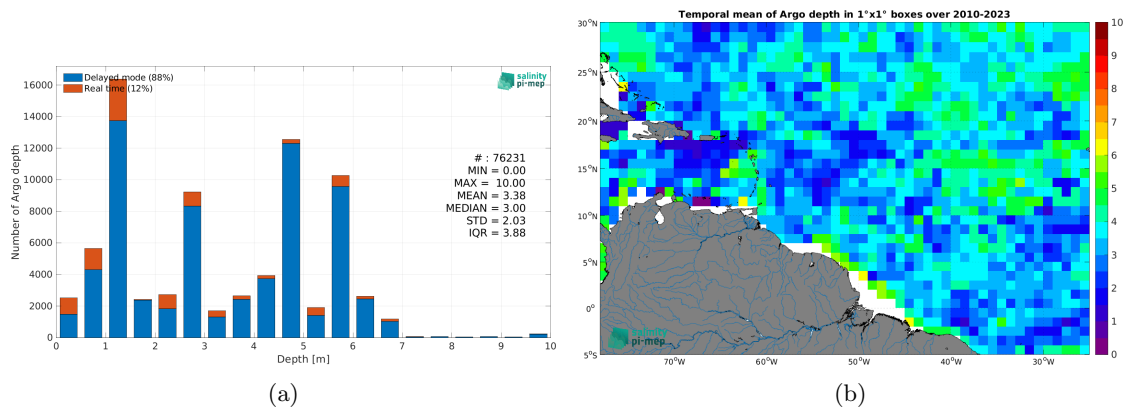 Delayed mode (88%)
Real time (12%)
salinity
pi-mep
16000
14000
12000
10000
8000
6000
4000
2000
0
Number of Argo depth
# : 76231
MIN = 0.00
MAX = 10.00
MEAN = 3.38
MEDIAN = 3.00
STD = 2.03
IQR = 3.88
0 1 2 3 4 5 6 7 8 9 10
Depth [m]
(a)
Temporal mean of Argo depth in 1°x1° boxes over 2010-2023
30°N
25°N
20°N
15°N
10°N
5°N
0°
5°S
salinity
pi-mep
70°W 60°W 50°W 40°W 30°W
10
9
8
7
6
5
4
3
2
1
0
(b)